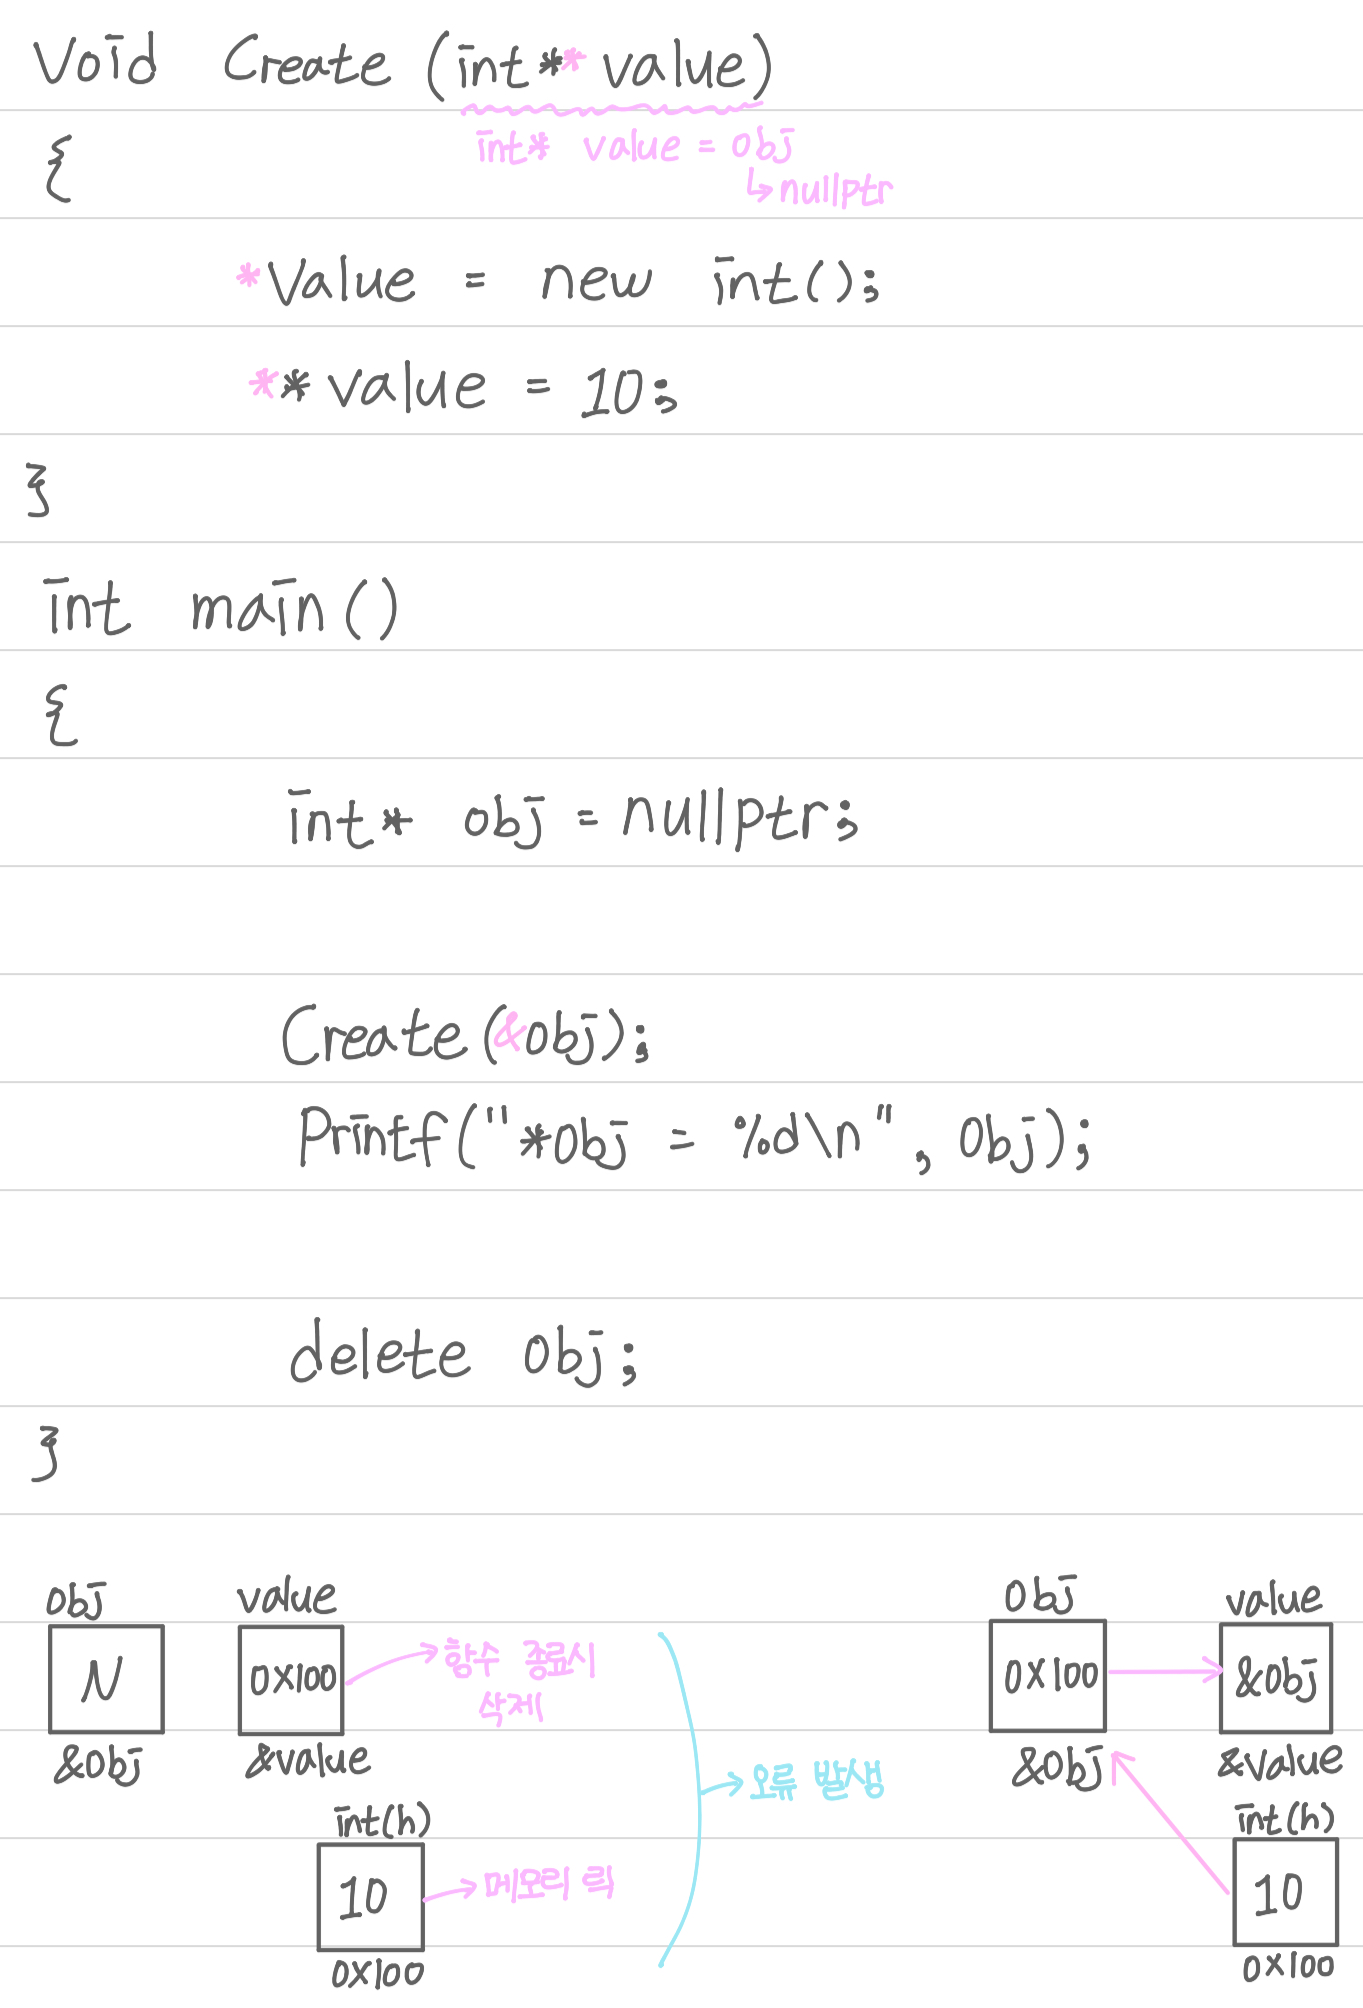 Void Create (int** value)
{
int* value = obj
↳ nullptr
*Value = new int();
**value = 10;
}
int main()
{
int* obj = nullptr;
Create(&obj);
Printf("*obj = %d\n", obj);
delete obj;
}
obj value
N 0X100 → 함수 종료시
삭제
&obj &value
int(h)
10 → 메모리 릭
0X100
→ 오류 발생
obj value
0X100 → &obj
&obj &value
int(h)
10
0X100